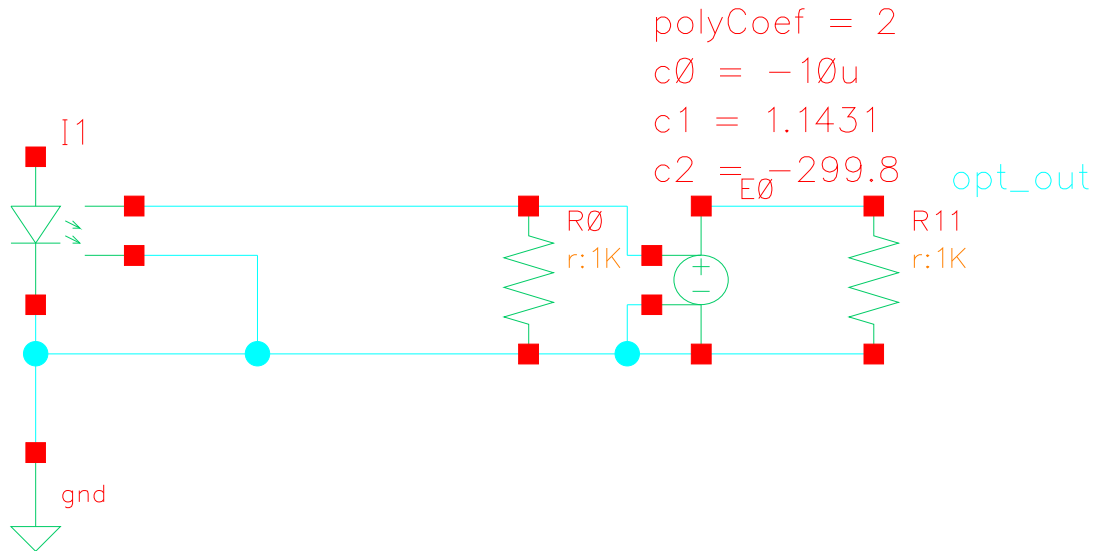 polyCoef = 2
c0 = -10u
c1 = 1.1431
c2 = -299.8
I1
E0
opt_out
R0
r:1K
R11
r:1K
gnd